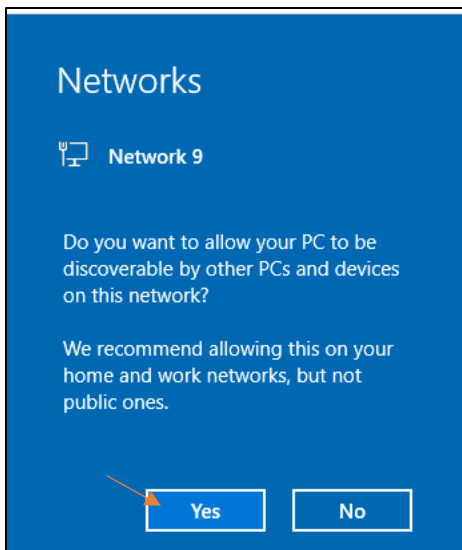 Networks
Network 9
Do you want to allow your PC to be
discoverable by other PCs and devices
on this network?
We recommend allowing this on your
home and work networks, but not
public ones.
Yes No